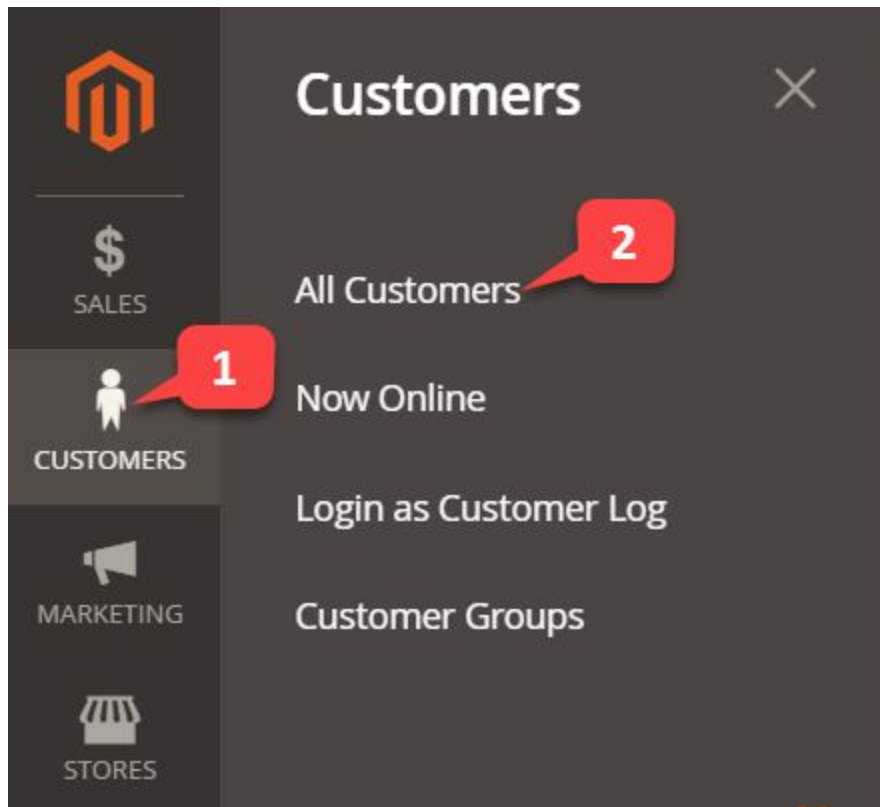 Customers
$
SALES
1
CUSTOMERS
MARKETING
STORES
2
All Customers
Now Online
Login as Customer Log
Customer Groups